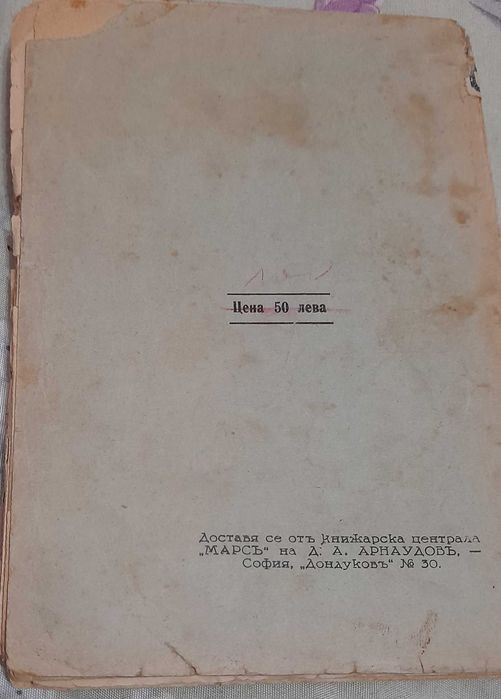 Цена 50 лева
Доставя се отъ книжарска централа
„МАРСЪ“ на Д. А. АРНАУДОВЪ, —
София, „Дондуковъ“ № 30.